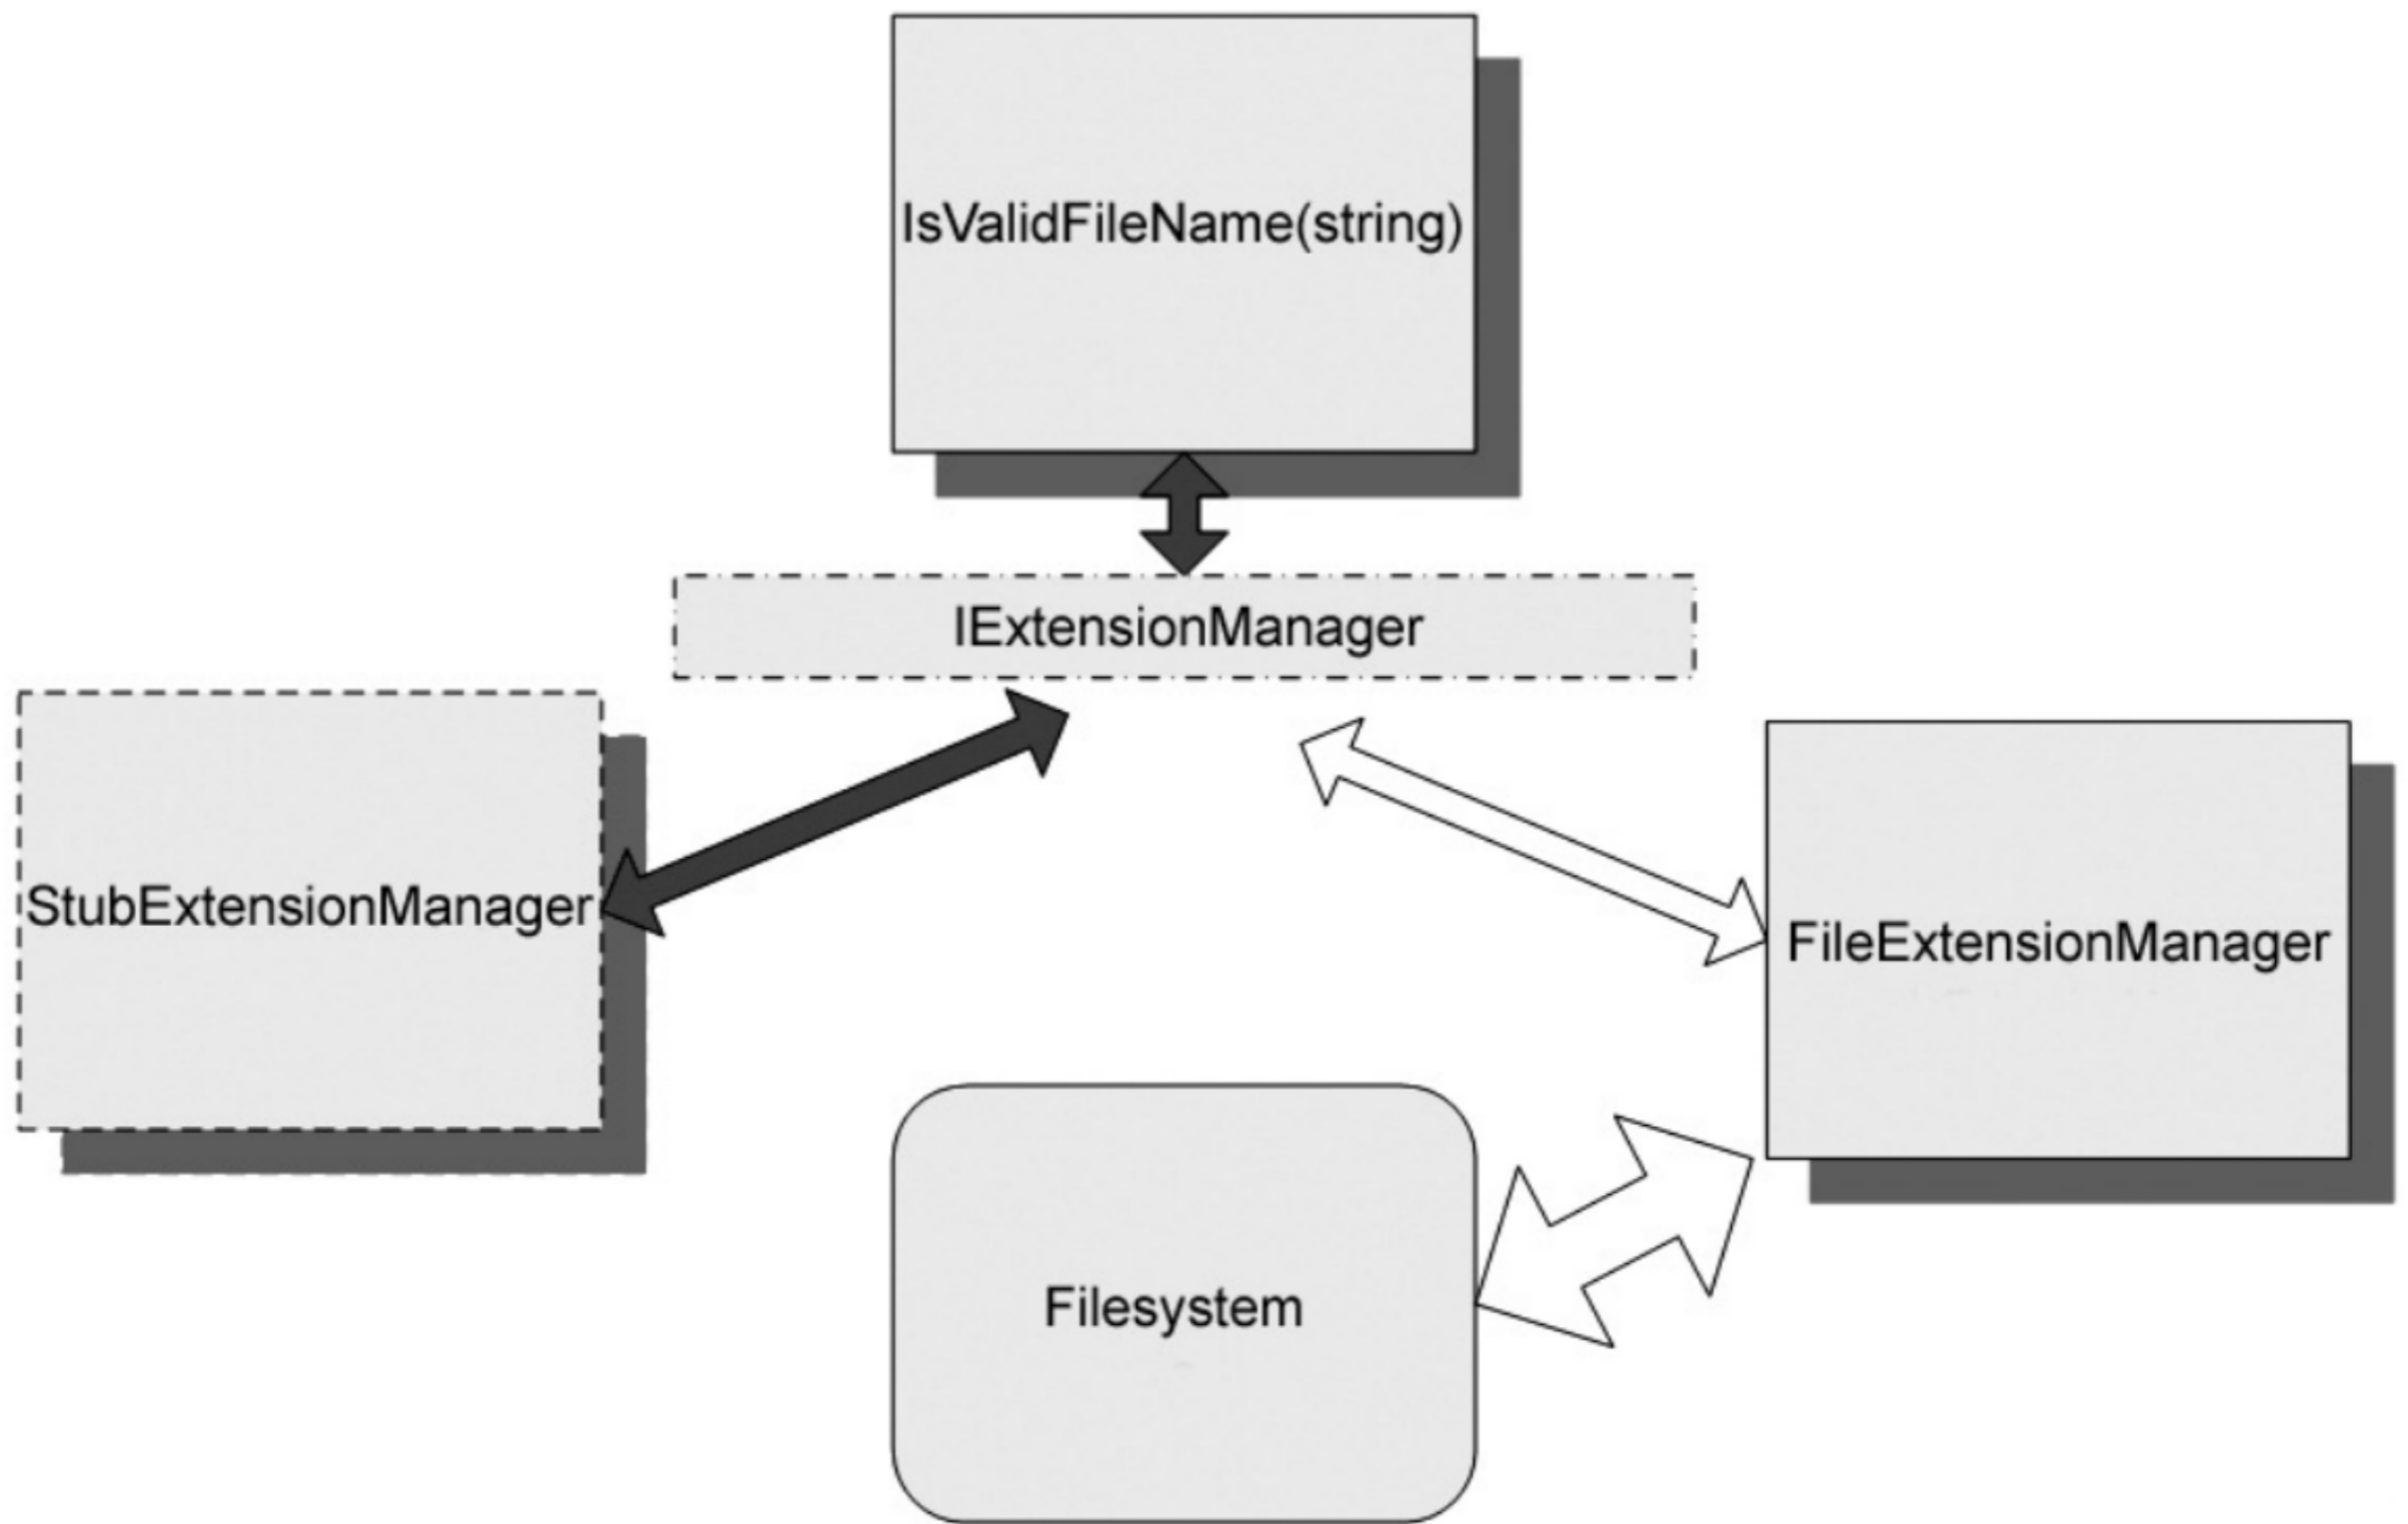 IsValidFileName(string)
IExtensionManager
StubExtensionManager
FileExtensionManager
Filesystem